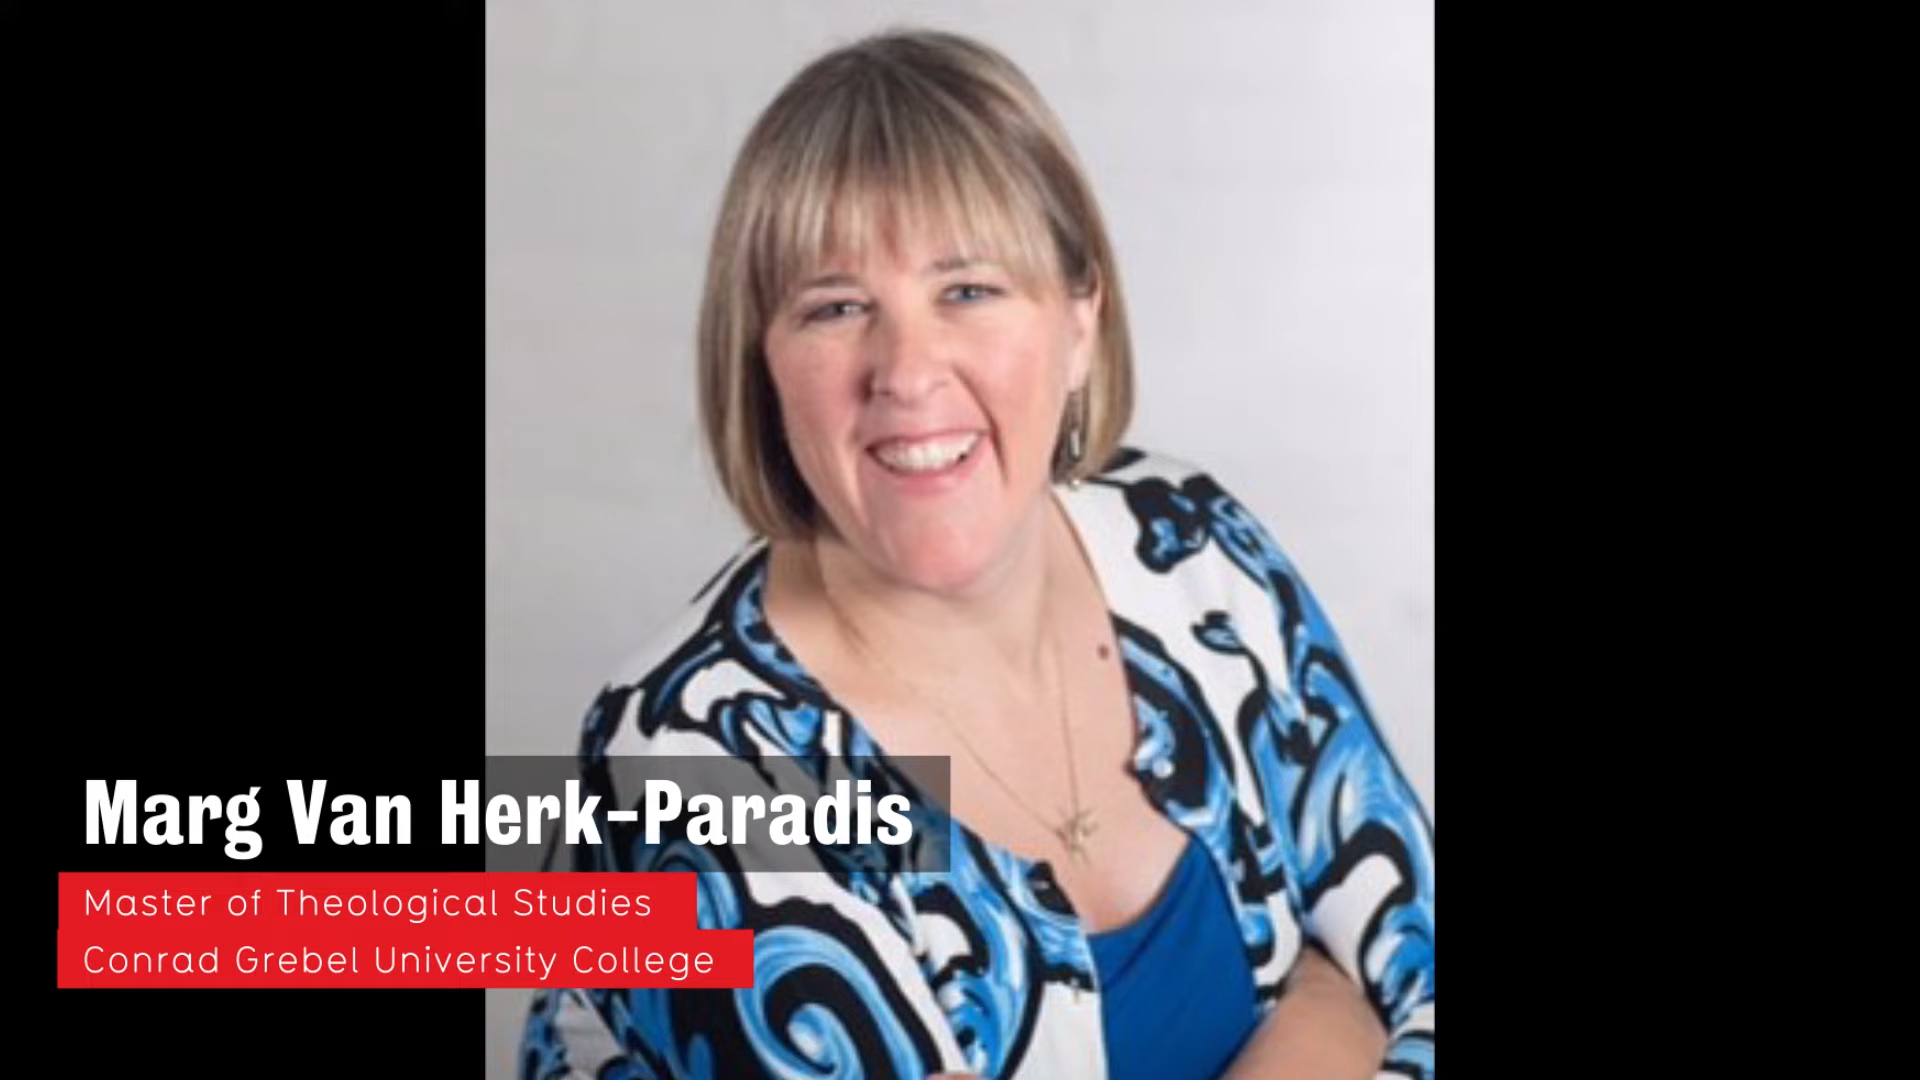 Marg Van Herk-Paradis
Master of Theological Studies
Conrad Grebel University College